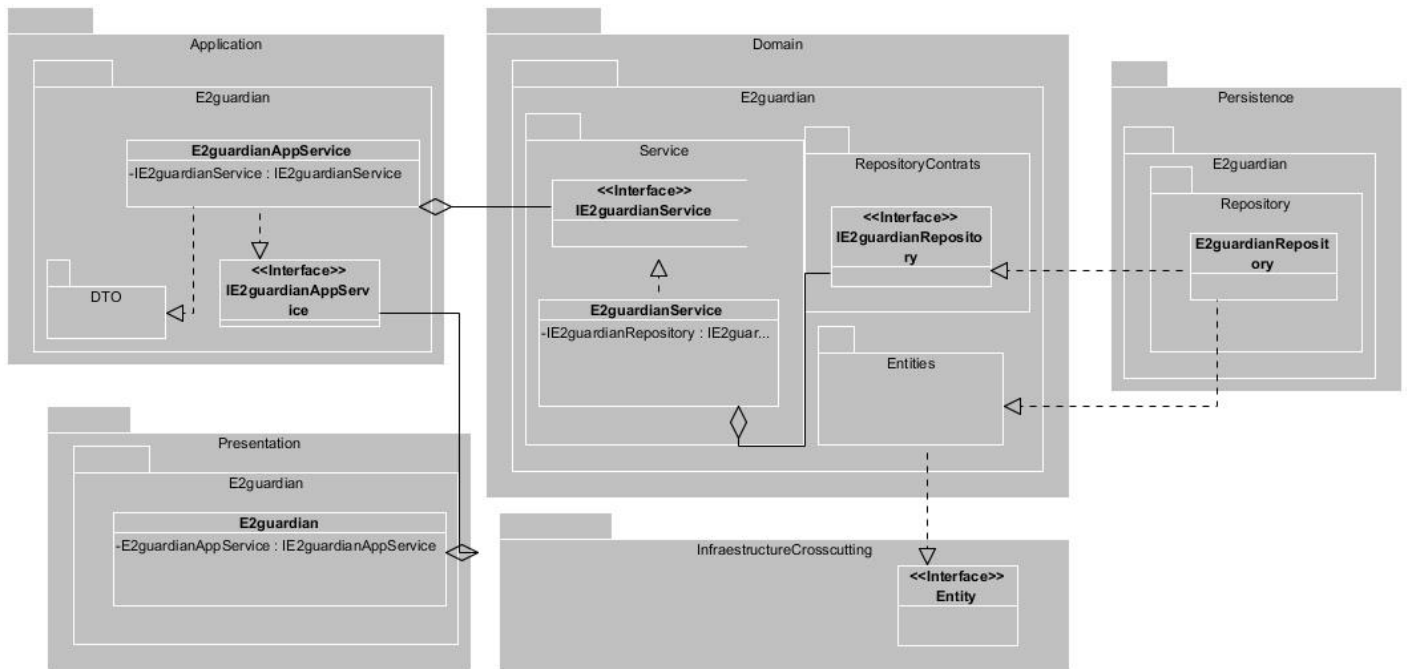 Application
E2guardian
E2guardianAppService
-IE2guardianService : IE2guardianService
<<Interface>>
IE2guardianAppServ
ice
DTO
Domain
E2guardian
Service
<<Interface>>
IE2guardianService
E2guardianService
-IE2guardianRepository : IE2guar...
RepositoryContrats
<<Interface>>
IE2guardianReposito
ry
Entities
Persistence
E2guardian
Repository
E2guardianReposit
ory
Presentation
E2guardian
E2guardian
-E2guardianAppService : IE2guardianAppService
InfraestructureCrosscutting
<<Interface>>
Entity